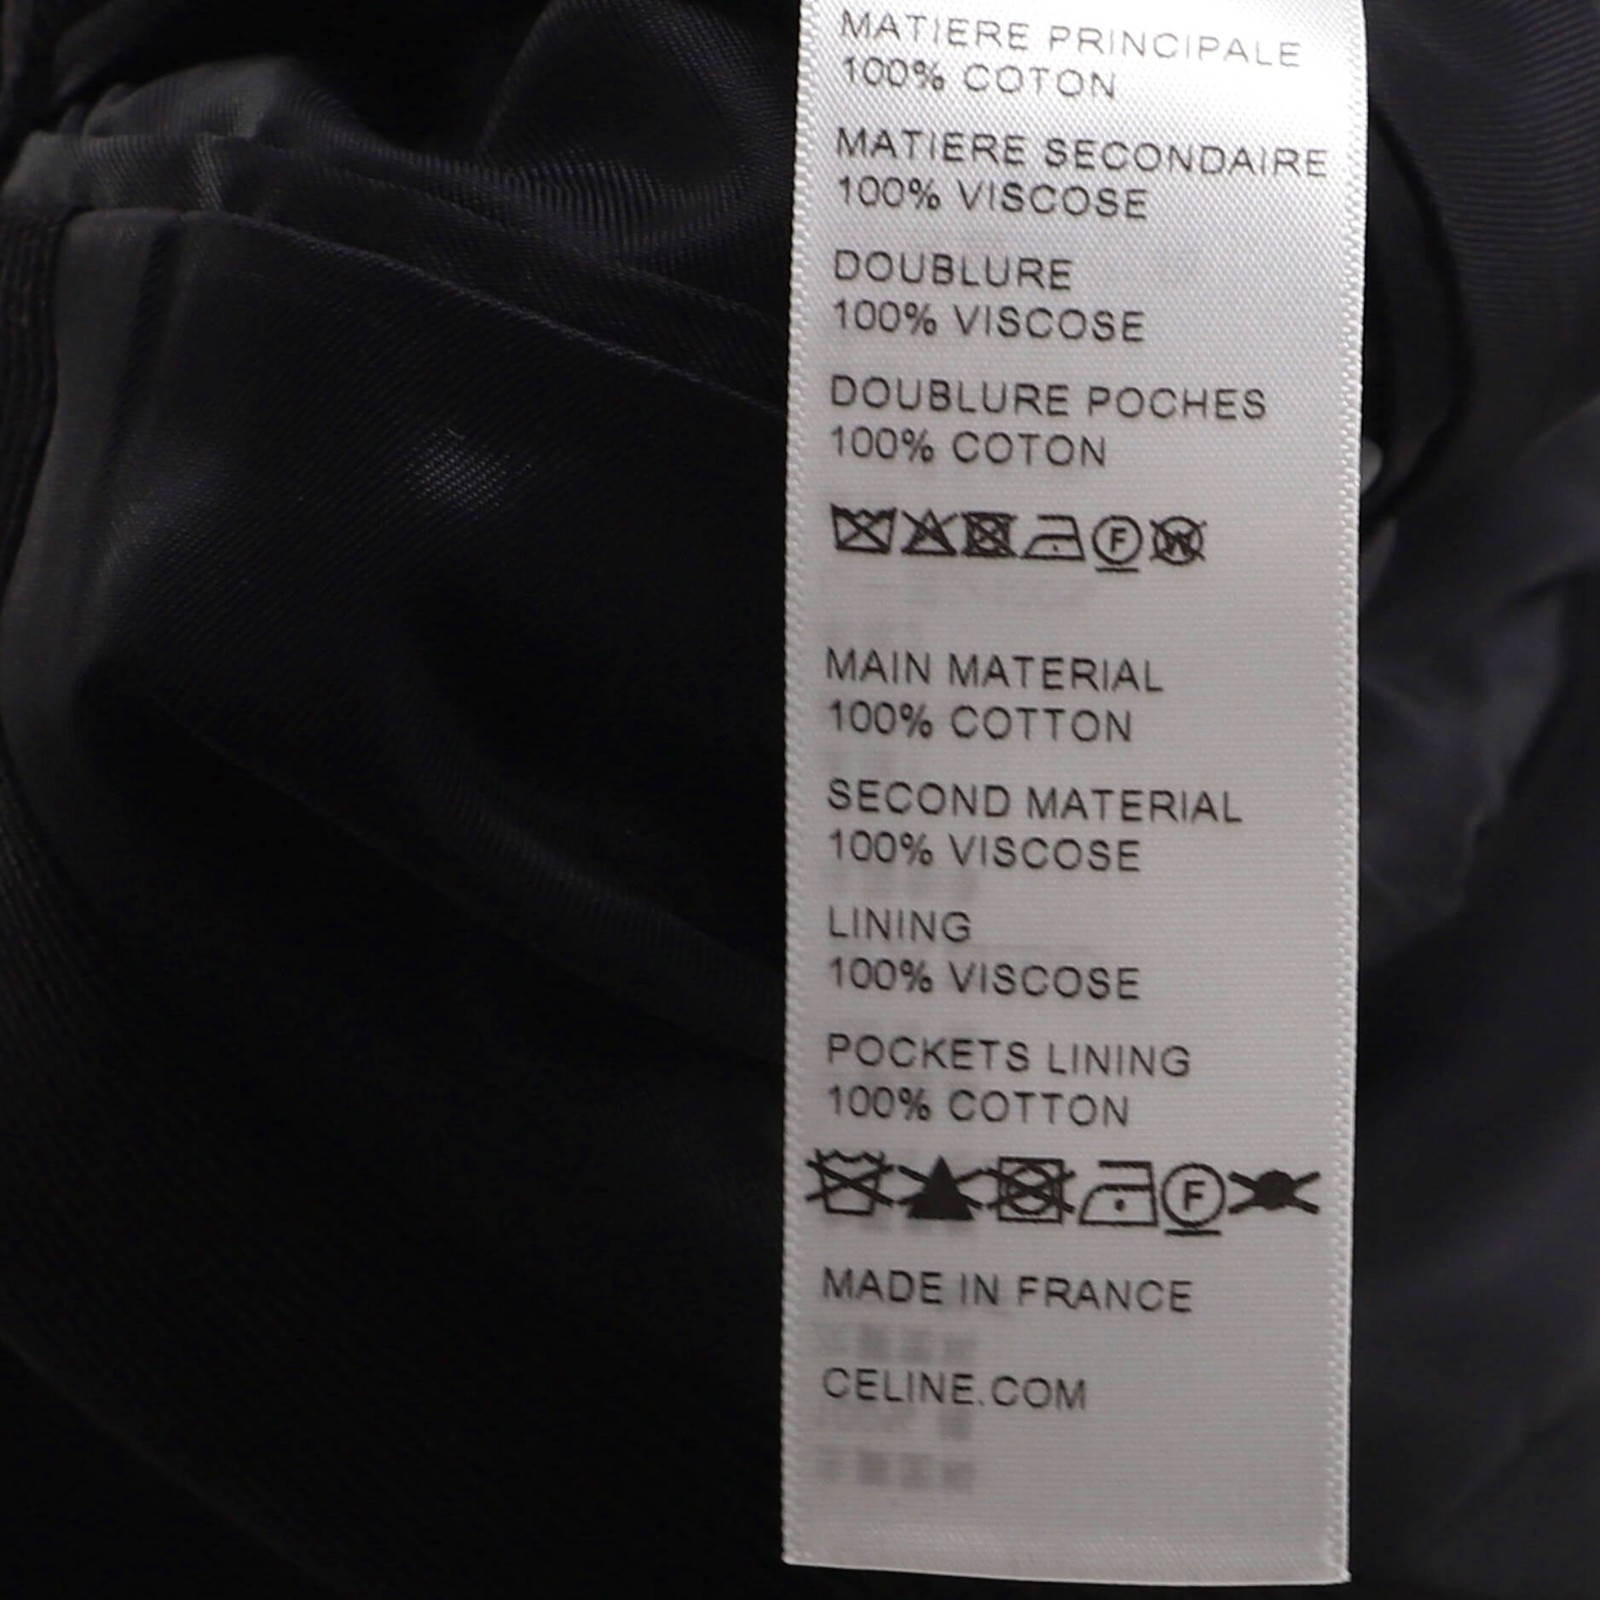 MATIERE PRINCIPALE
100% COTON
MATIERE SECONDAIRE
100% VISCOSE
DOUBLURE
100% VISCOSE
DOUBLURE POCHES
100% COTON
F W
MAIN MATERIAL
100% COTTON
SECOND MATERIAL
100% VISCOSE
LINING
100% VISCOSE
POCKETS LINING
100% COTTON
F
MADE IN FRANCE
CELINE.COM